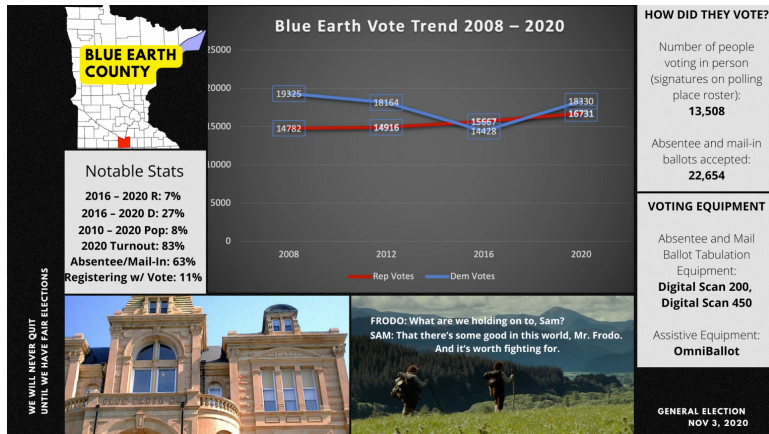 BLUE EARTH
COUNTY
Notable Stats
2016 – 2020 R: 7%
2016 – 2020 D: 27%
2010 – 2020 Pop: 8%
2020 Turnout: 83%
Absentee/Mail-In: 63%
Registering w/ Vote: 11%
Blue Earth Vote Trend 2008 – 2020
25000
20000
15000
10000
5000
0
19325
18164
15667
18330
14782
14916
14428
16731
2008 2012 2016 2020
Rep Votes Dem Votes
HOW DID THEY VOTE?
Number of people
voting in person
(signatures on polling
place roster):
13,508
Absentee and mail-in
ballots accepted:
22,654
VOTING EQUIPMENT
Absentee and Mail
Ballot Tabulation
Equipment:
Digital Scan 200,
Digital Scan 450
Assistive Equipment:
OmniBallot
WE WILL NEVER QUIT
UNTIL WE HAVE FAIR ELECTIONS
FRODO: What are we holding on to, Sam?
SAM: That there's some good in this world, Mr. Frodo.
And it's worth fighting for.
GENERAL ELECTION
NOV 3, 2020